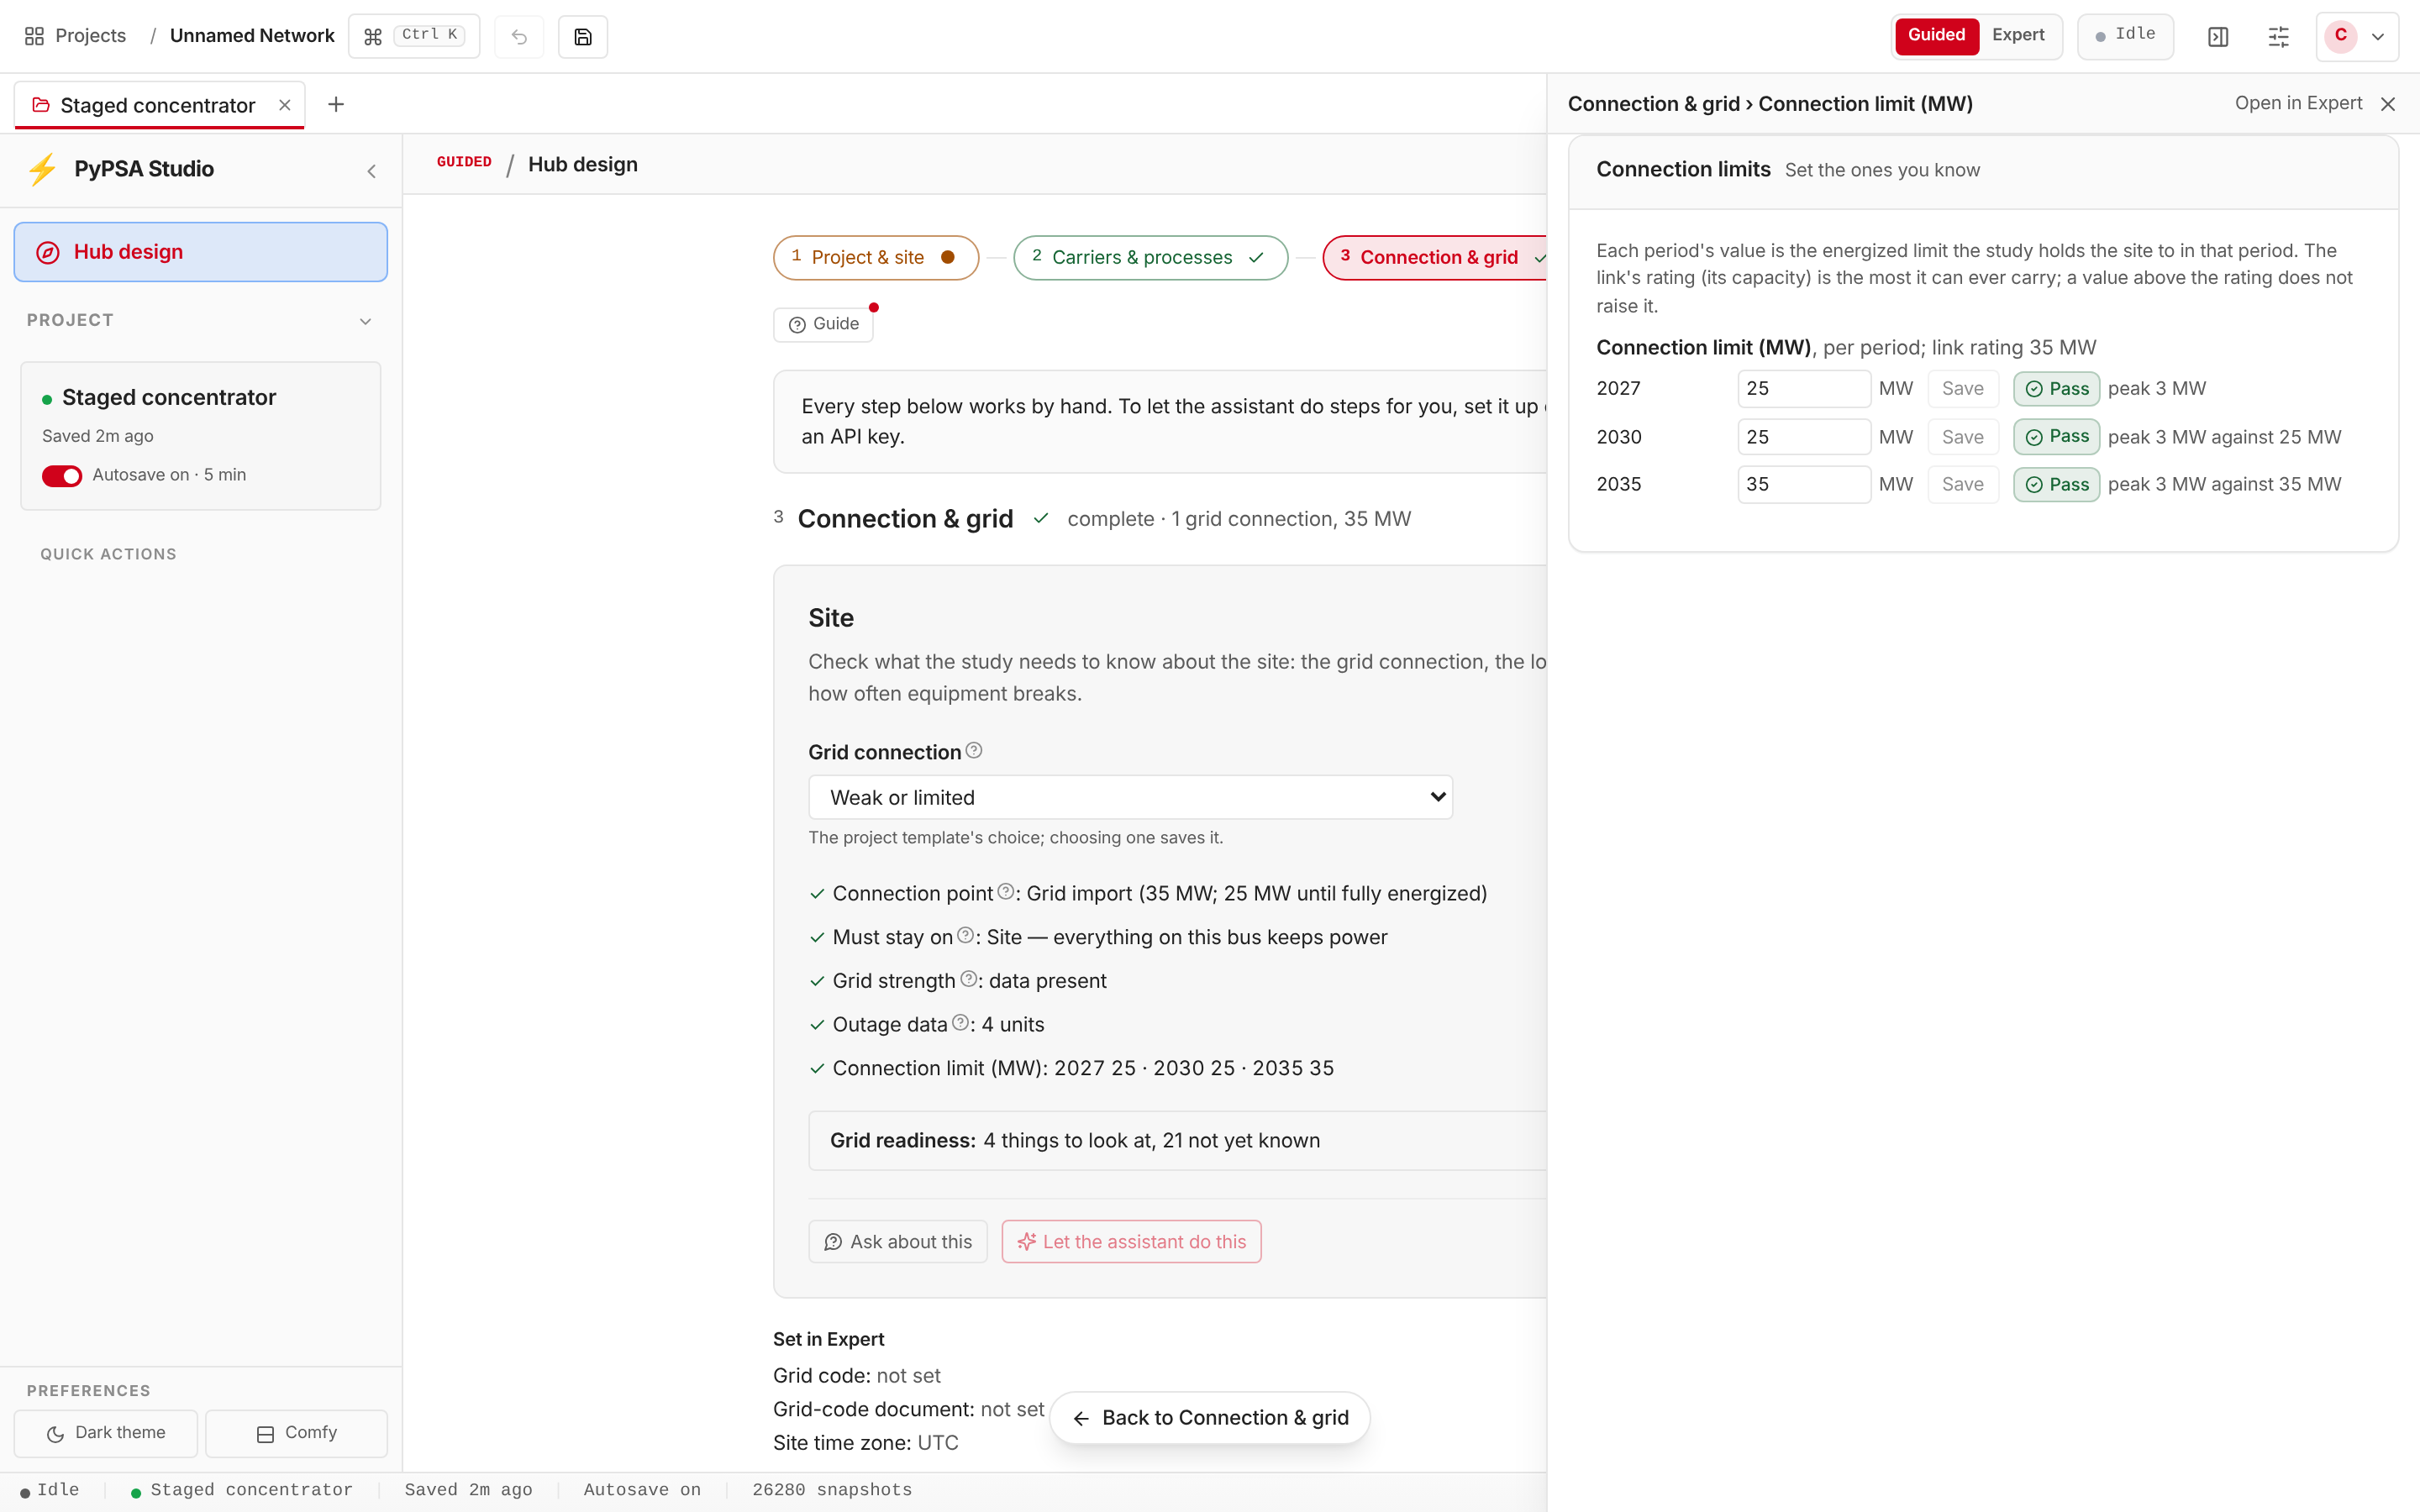 Projects / Unnamed Network Ctrl K
Guided Expert Idle C
Staged concentrator
Connection & grid › Connection limit (MW) Open in Expert
PyPSA Studio
Hub design
PROJECT
Staged concentrator
Saved 2m ago
Autosave on · 5 min
QUICK ACTIONS
PREFERENCES
Dark theme Comfy
GUIDED / Hub design
1 Project & site
2 Carriers & processes
3 Connection & grid
Guide
Every step below works by hand. To let the assistant do steps for you, set it up
an API key.
3 Connection & grid complete · 1 grid connection, 35 MW
Site
Check what the study needs to know about the site: the grid connection, the lo
how often equipment breaks.
Grid connection
Weak or limited
The project template's choice; choosing one saves it.
Connection point: Grid import (35 MW; 25 MW until fully energized)
Must stay on: Site — everything on this bus keeps power
Grid strength: data present
Outage data: 4 units
Connection limit (MW): 2027 25 · 2030 25 · 2035 35
Grid readiness: 4 things to look at, 21 not yet known
Ask about this Let the assistant do this
Set in Expert
Grid code: not set
Grid-code document: not set
Site time zone: UTC
Back to Connection & grid
Connection limits Set the ones you know
Each period's value is the energized limit the study holds the site to in that period. The
link's rating (its capacity) is the most it can ever carry; a value above the rating does not
raise it.
Connection limit (MW), per period; link rating 35 MW
2027 25 MW Save Pass peak 3 MW
2030 25 MW Save Pass peak 3 MW against 25 MW
2035 35 MW Save Pass peak 3 MW against 35 MW
Idle Staged concentrator Saved 2m ago Autosave on 26280 snapshots